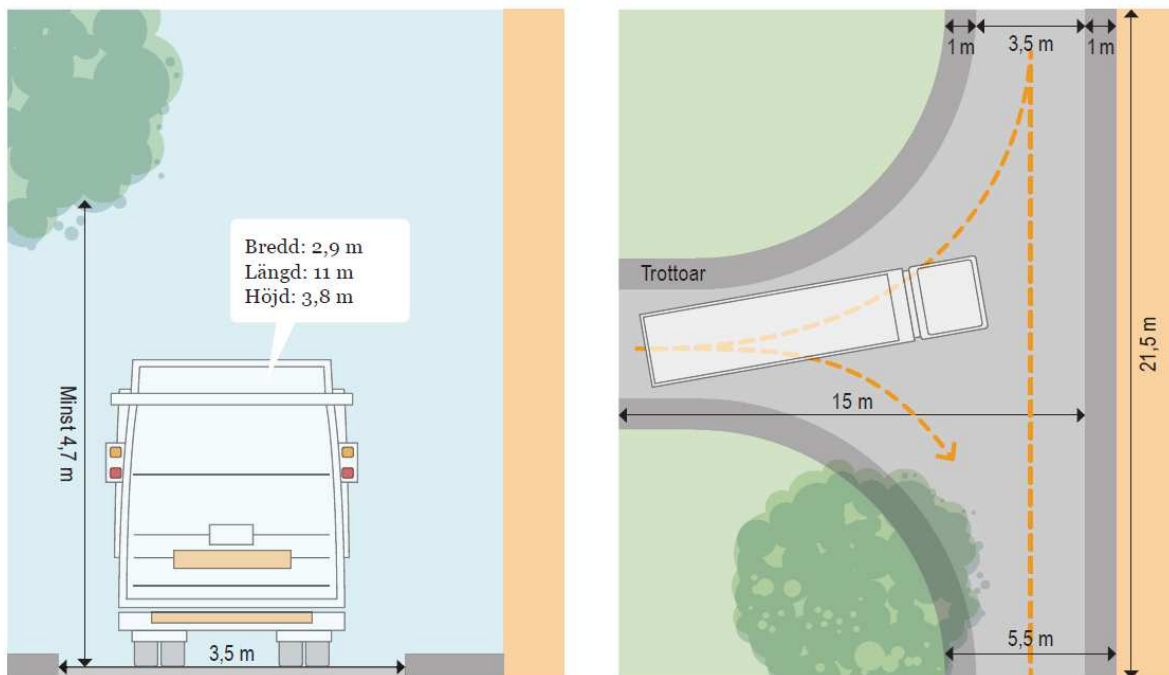 Bredd: 2,9 m
Längd: 11 m
Höjd: 3,8 m
Minst 4,7 m
3,5 m
1 m
3,5 m
1 m
Trottoar
15 m
21,5 m
5,5 m